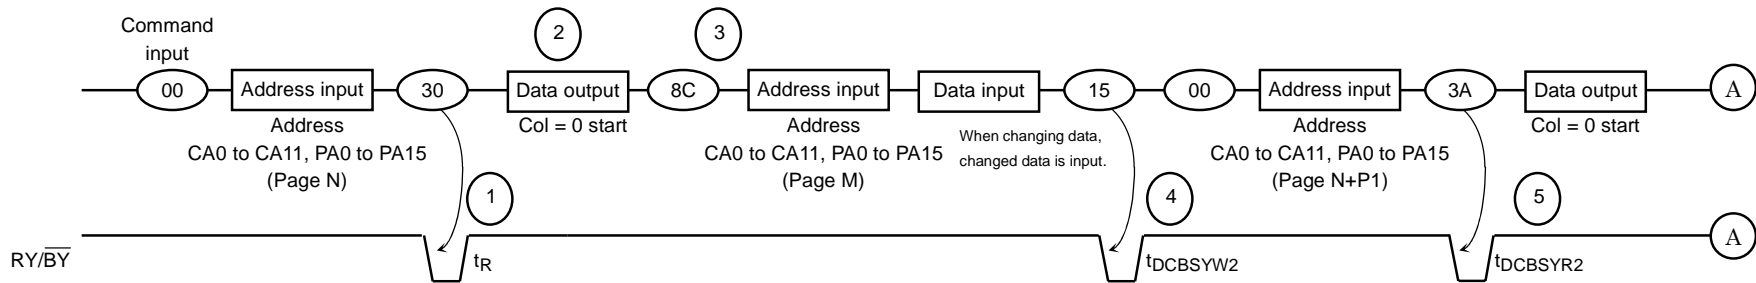 Command
input
2
3
00
Address input
30
Data output
8C
Address input
Data input
15
00
Address input
3A
Data output
A
Address
CA0 to CA11, PA0 to PA15
(Page N)
Col = 0 start
Address
CA0 to CA11, PA0 to PA15
(Page M)
When changing data,
changed data is input.
Address
CA0 to CA11, PA0 to PA15
(Page N+P1)
Col = 0 start
1
4
5
RY/BY
tR
tDCBSYW2
tDCBSYR2
A